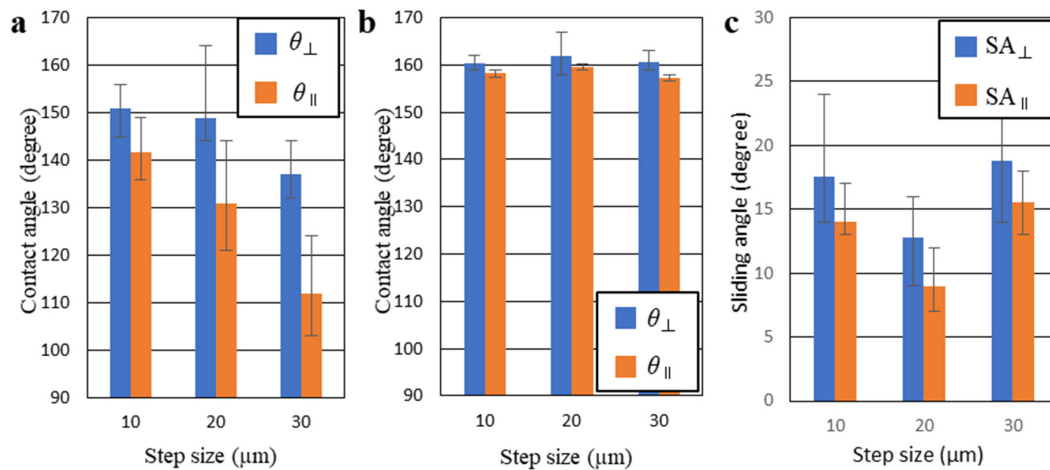 a
170
160
150
140
130
120
110
100
90
Contact angle (degree)
θ⊥
θ∥
10 20 30
Step size (μm)
b
170
160
150
140
130
120
110
100
90
Contact angle (degree)
θ⊥
θ∥
10 20 30
Step size (μm)
c
30
25
20
15
10
5
0
Sliding angle (degree)
SA⊥
SA∥
10 20 30
Step size (μm)